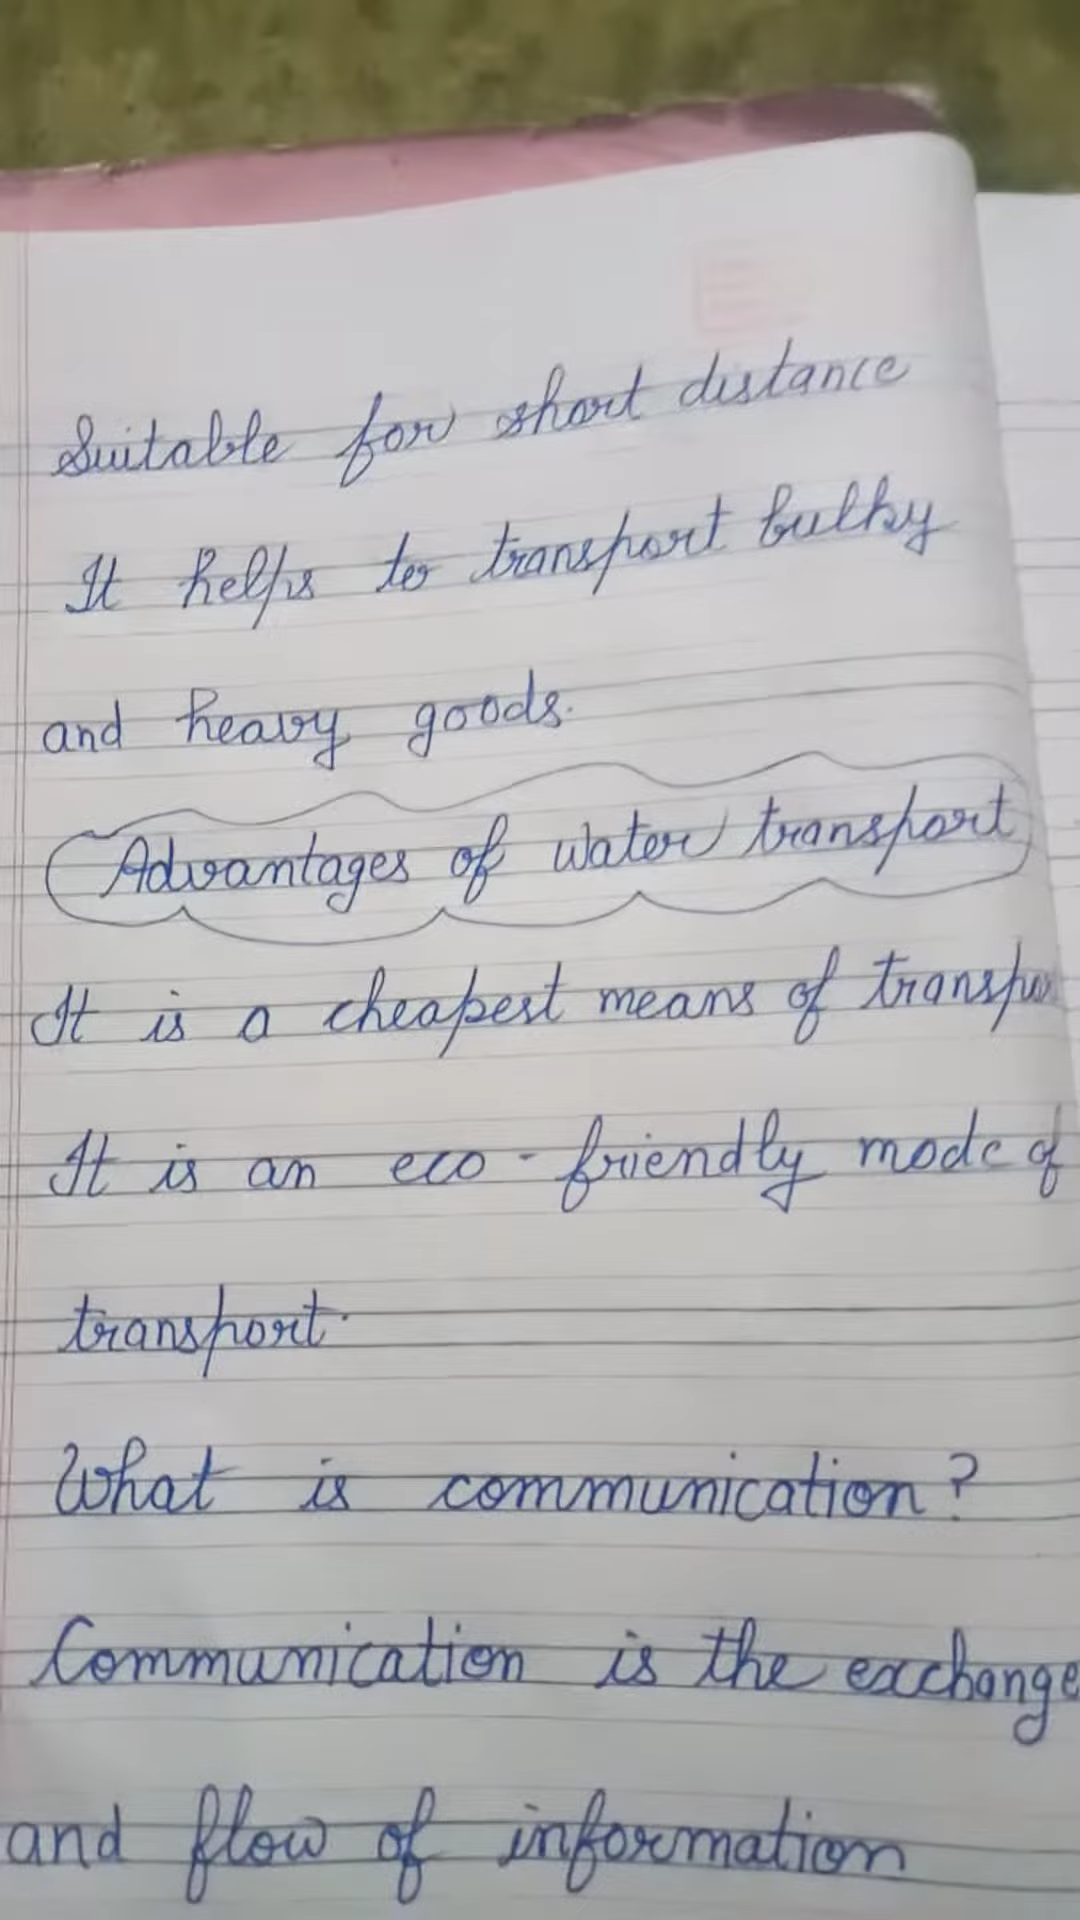 Suitable for short distance
It helps to transport bulky
and heavy goods.
Advantages of water transport
It is a cheapest means of
It is an eco-friendly mode of
transport.
What is communication?
Communication is the exchange
and flow of information